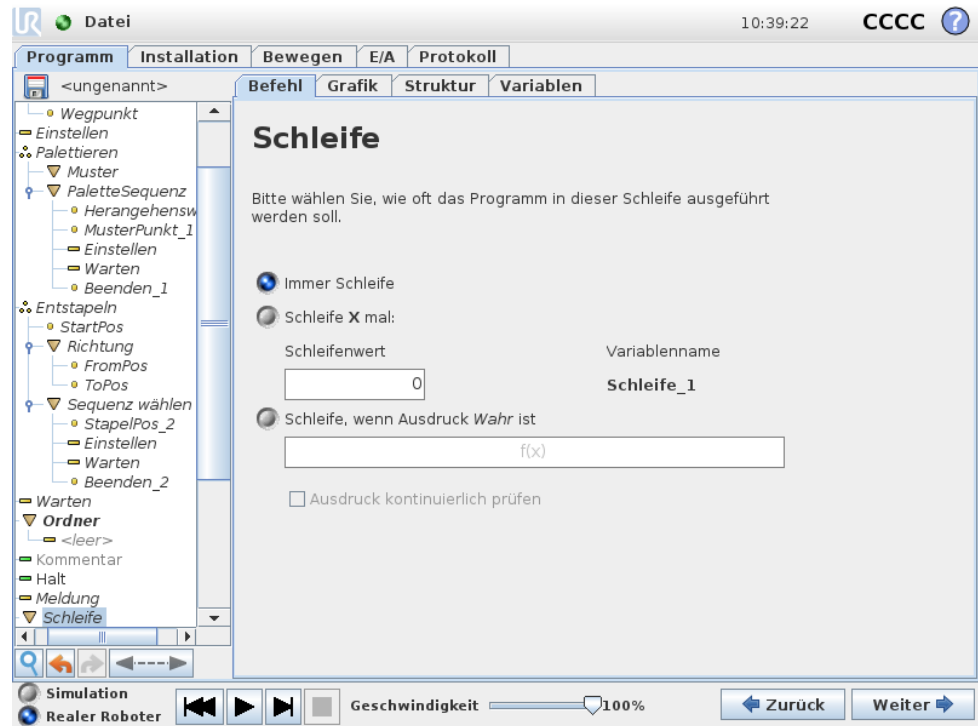 UR Datei 10:39:22 CCCC ?
Programm Installation Bewegen E/A Protokoll
<ungenannt>
Befehl Grafik Struktur Variablen
Wegpunkt
Einstellen
Palettieren
Muster
PaletteSequenz
Herangehensw
MusterPunkt_1
Einstellen
Warten
Beenden_1
Entstapeln
StartPos
Richtung
FromPos
ToPos
Sequenz wählen
StapelPos_2
Einstellen
Warten
Beenden_2
Warten
Ordner
<leer>
Kommentar
Halt
Meldung
Schleife
Schleife
Bitte wählen Sie, wie oft das Programm in dieser Schleife ausgeführt
werden soll.
Immer Schleife
Schleife X mal:
Schleifenwert Variablenname
0 Schleife_1
Schleife, wenn Ausdruck Wahr ist
f(x)
Ausdruck kontinuierlich prüfen
Simulation
Realer Roboter
Geschwindigkeit 100%
Zurück Weiter